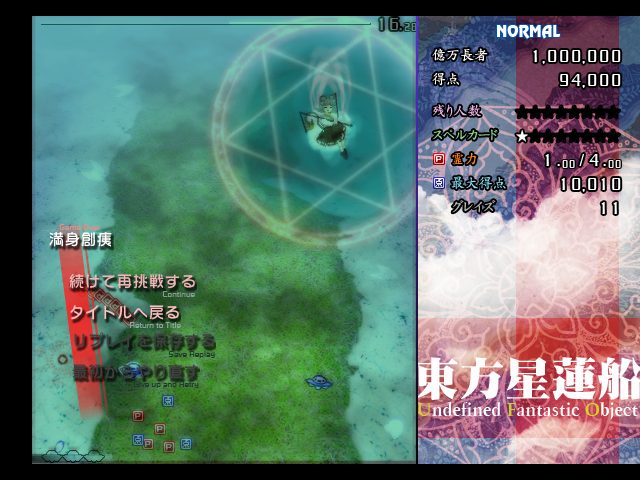 16.26
NORMAL
億万長者 1,000,000
得点 94,000
残り人数
スペルカード
P 霊力 1.00/4.00
点 最大得点 10,010
グレイズ 11
Game Over
満身創痍
続けて再挑戦する
Continue
タイトルへ戻る
Return to Title
リプレイを保存する
Save Replay
最初からやり直す
Give up and Retry
東方星蓮船
Undefined Fantastic Object